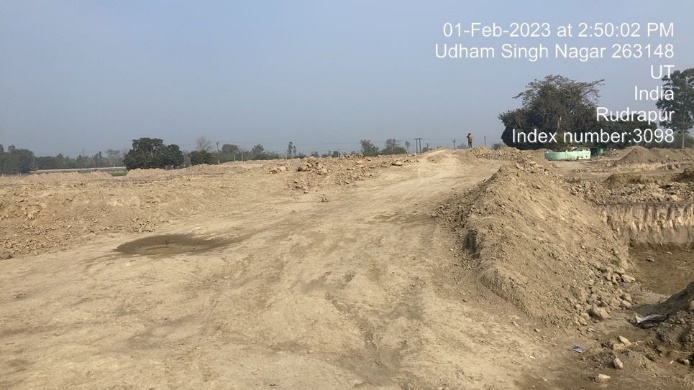 01-Feb-2023 at 2:50:02 PM
Udham Singh Nagar 263148
UT
India
Rudrapur
Index number:3098